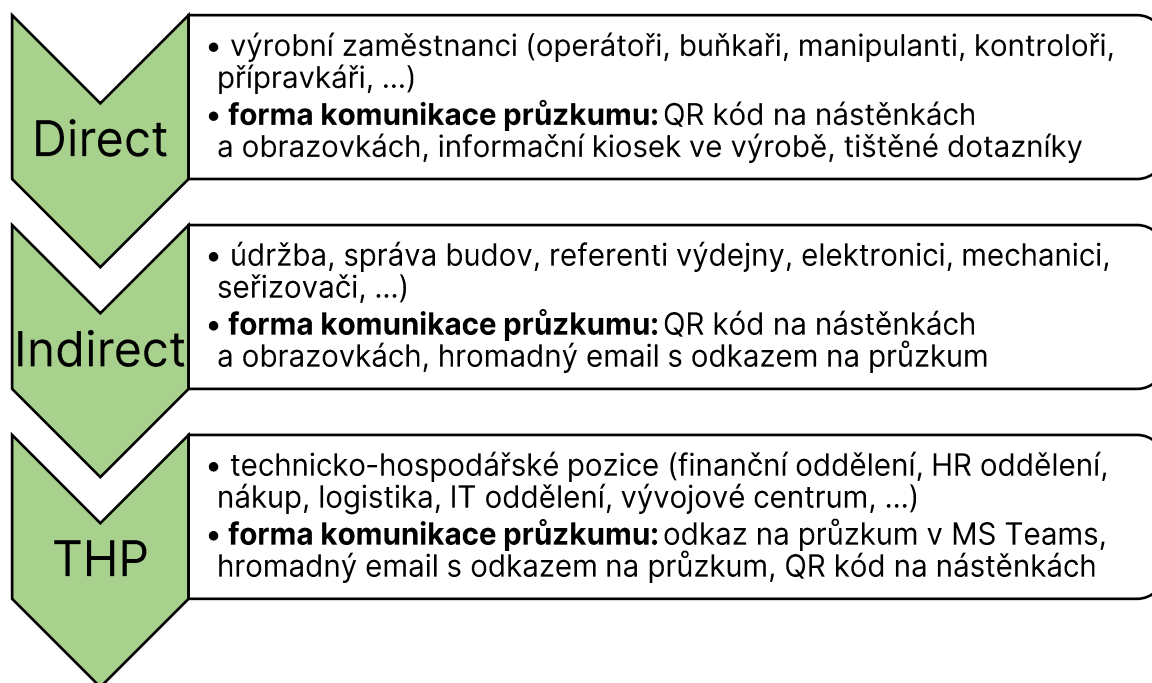 Direct
• výrobní zaměstnanci (operátoři, buňkaři, manipulanti, kontroloři,
přípravkáři, ...)
• forma komunikace průzkumu: QR kód na nástěnkách
a obrazovkách, informační kiosek ve výrobě, tištěné dotazníky
Indirect
• údržba, správa budov, referenti výdejny, elektronici, mechanici,
seřizovači, ...)
• forma komunikace průzkumu: QR kód na nástěnkách
a obrazovkách, hromadný email s odkazem na průzkum
THP
• technicko-hospodářské pozice (finanční oddělení, HR oddělení,
nákup, logistika, IT oddělení, vývojové centrum, ...)
• forma komunikace průzkumu: odkaz na průzkum v MS Teams,
hromadný email s odkazem na průzkum, QR kód na nástěnkách